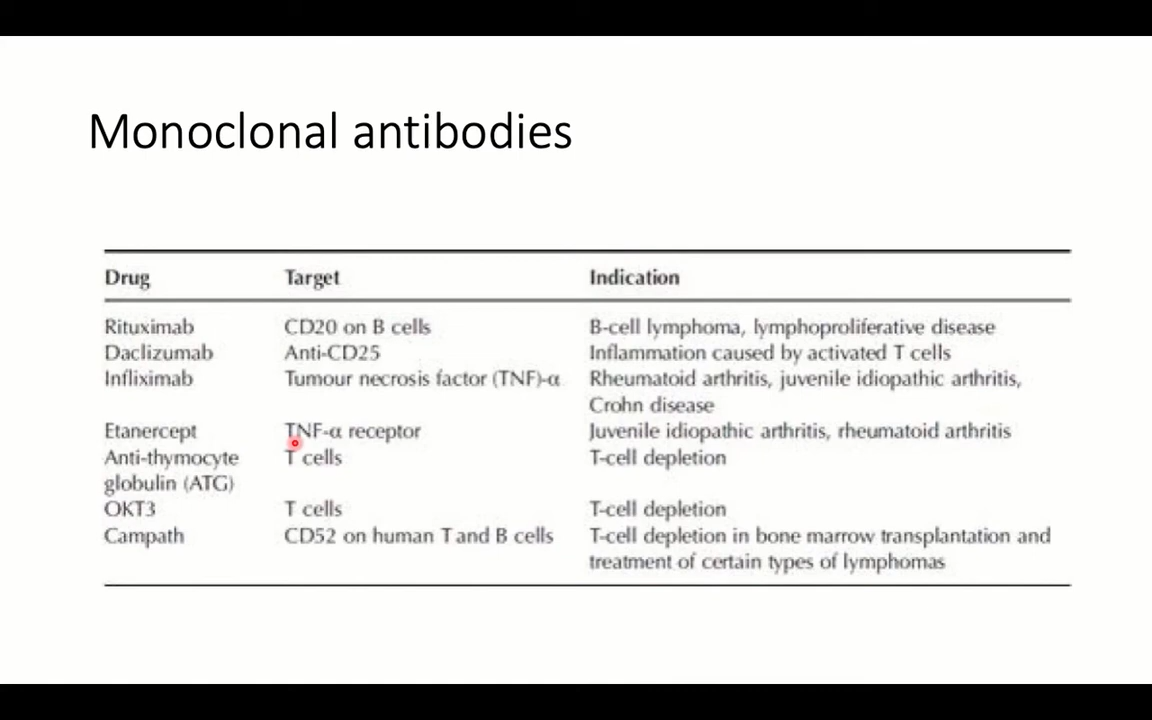 Monoclonal antibodies
Drug Target Indication
Rituximab CD20 on B cells B-cell lymphoma, lymphoproliferative disease
Daclizumab Anti-CD25 Inflammation caused by activated T cells
Infliximab Tumour necrosis factor (TNF)-α Rheumatoid arthritis, juvenile idiopathic arthritis,
Crohn disease
Etanercept TNF-α receptor Juvenile idiopathic arthritis, rheumatoid arthritis
Anti-thymocyte T cells T-cell depletion
globulin (ATG)
OKT3 T cells T-cell depletion
Campath CD52 on human T and B cells T-cell depletion in bone marrow transplantation and
treatment of certain types of lymphomas